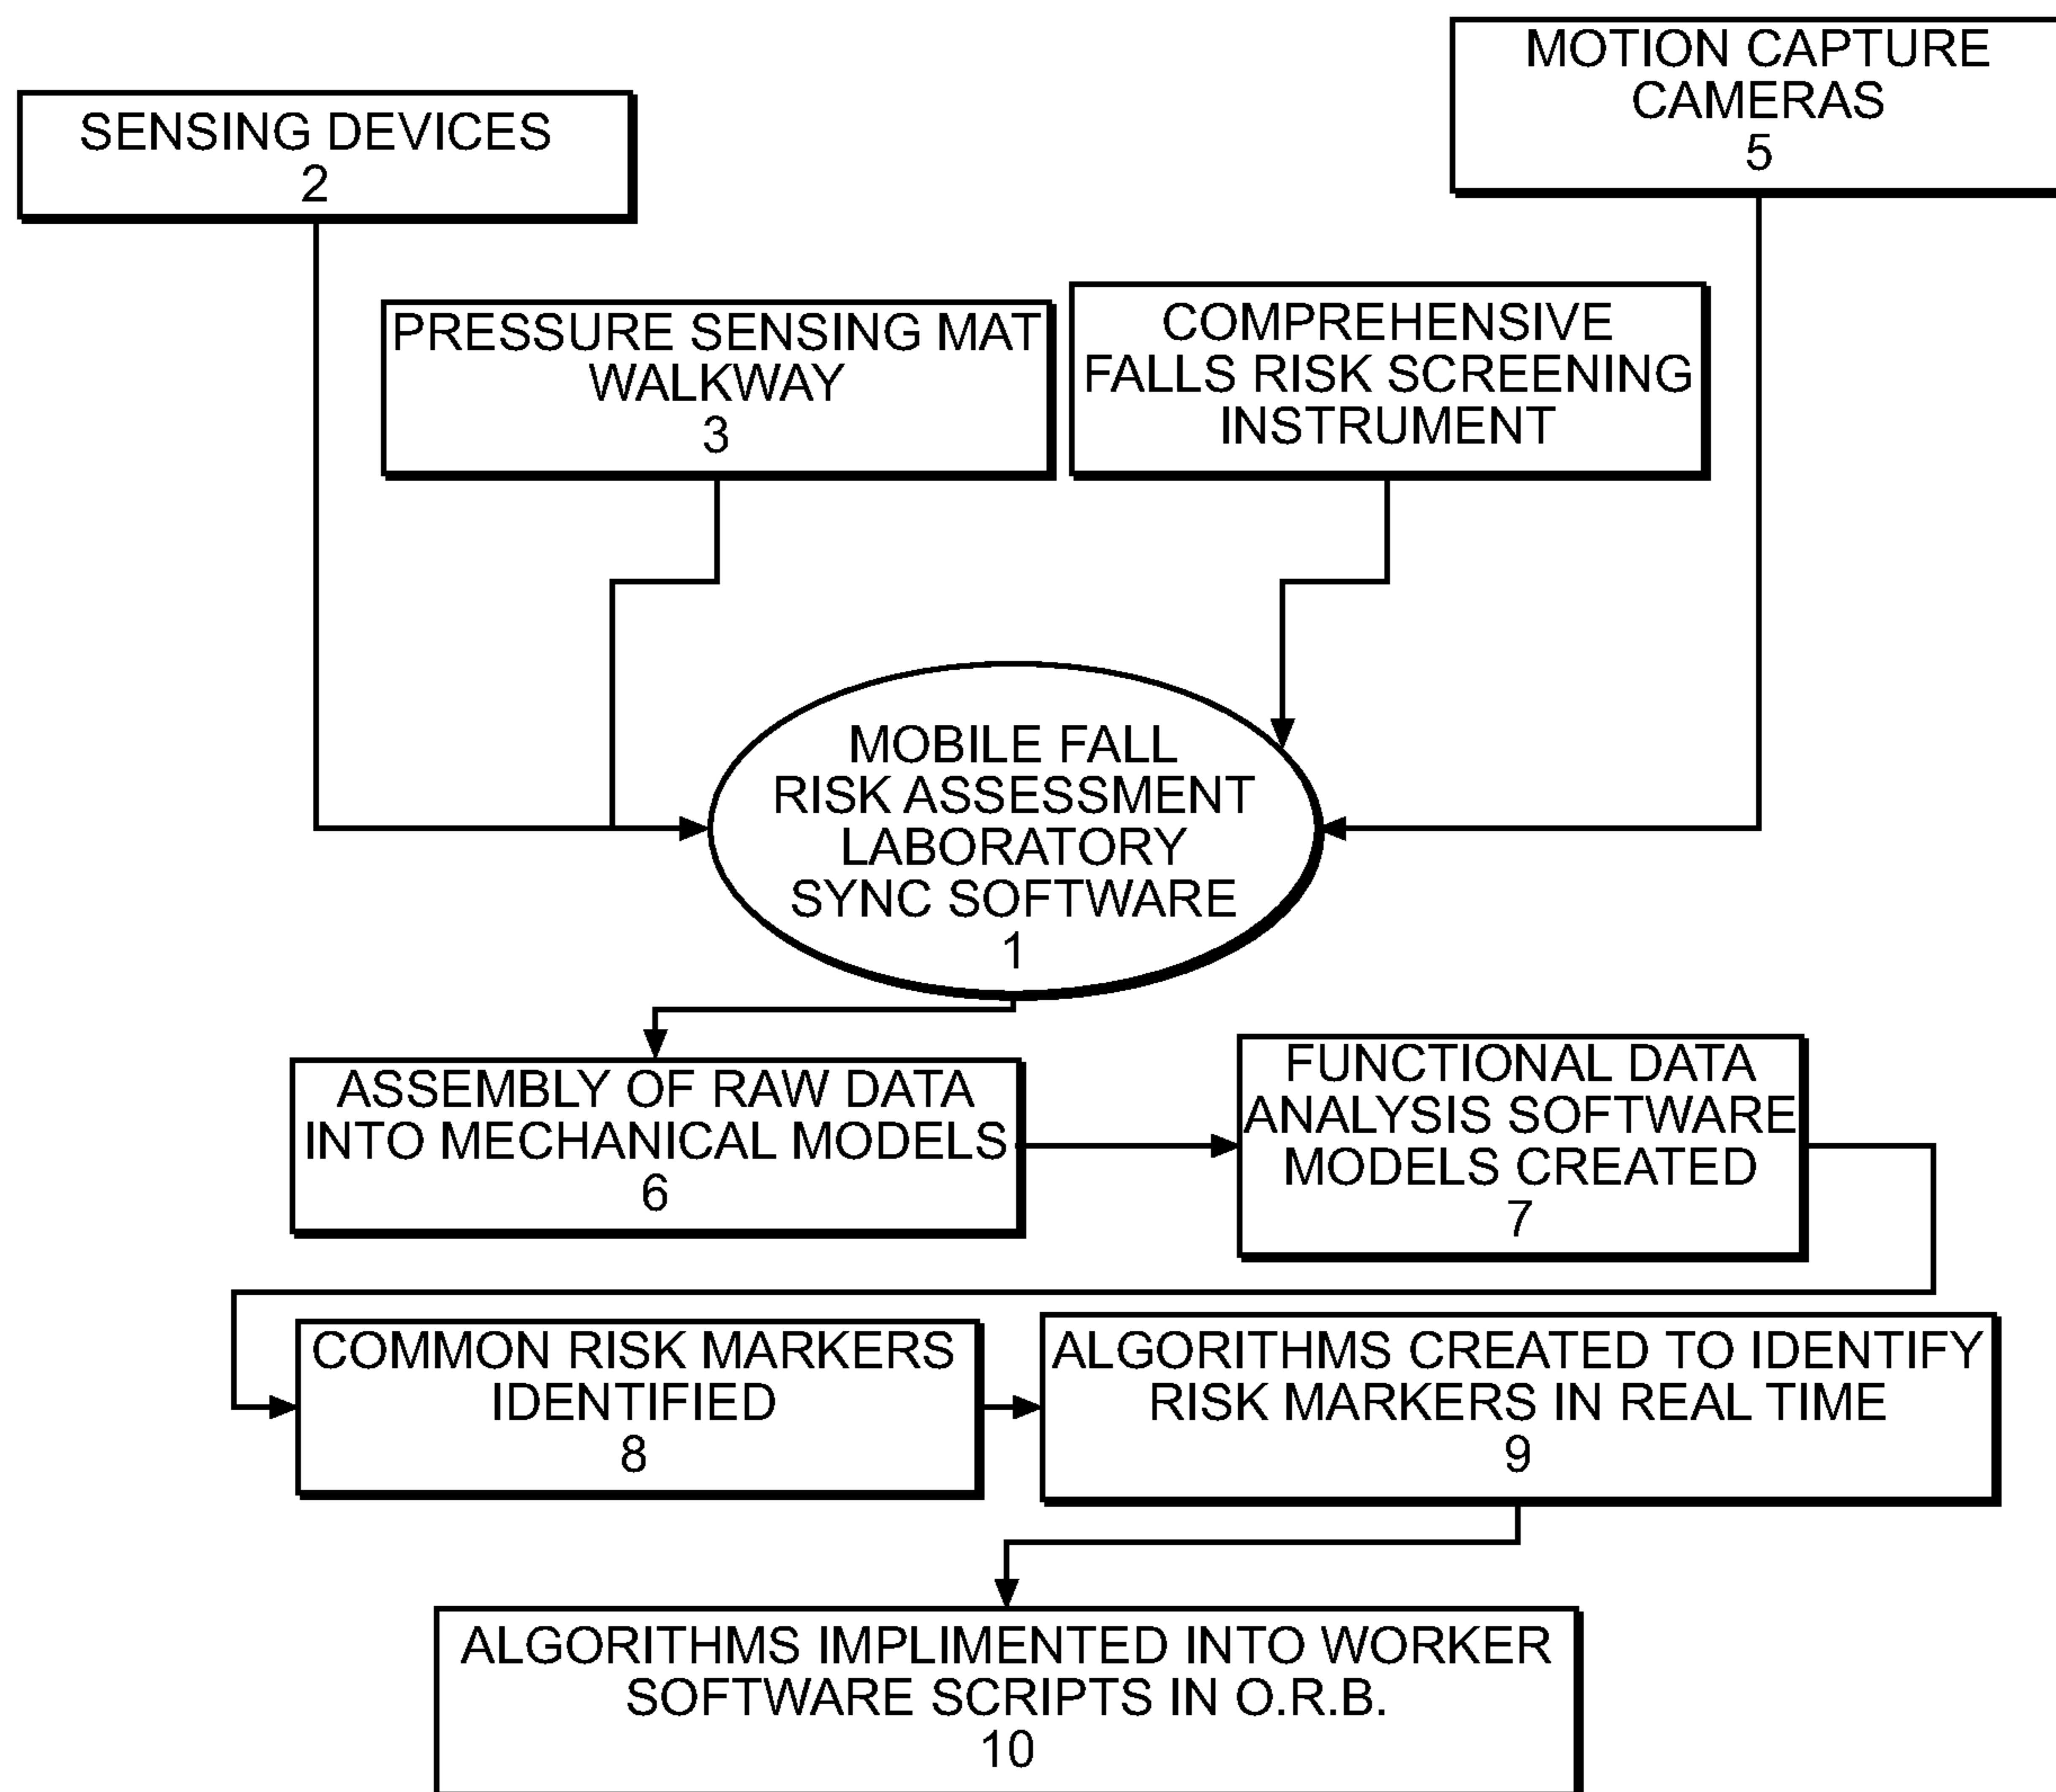 MOTION CAPTURE
CAMERAS
5
SENSING DEVICES
2
PRESSURE SENSING MAT
WALKWAY
3
COMPREHENSIVE
FALLS RISK SCREENING
INSTRUMENT
MOBILE FALL
RISK ASSESSMENT
LABORATORY
SYNC SOFTWARE
1
ASSEMBLY OF RAW DATA
INTO MECHANICAL MODELS
6
FUNCTIONAL DATA
ANALYSIS SOFTWARE
MODELS CREATED
7
COMMON RISK MARKERS
IDENTIFIED
8
ALGORITHMS CREATED TO IDENTIFY
RISK MARKERS IN REAL TIME
9
ALGORITHMS IMPLIMENTED INTO WORKER
SOFTWARE SCRIPTS IN O.R.B.
10